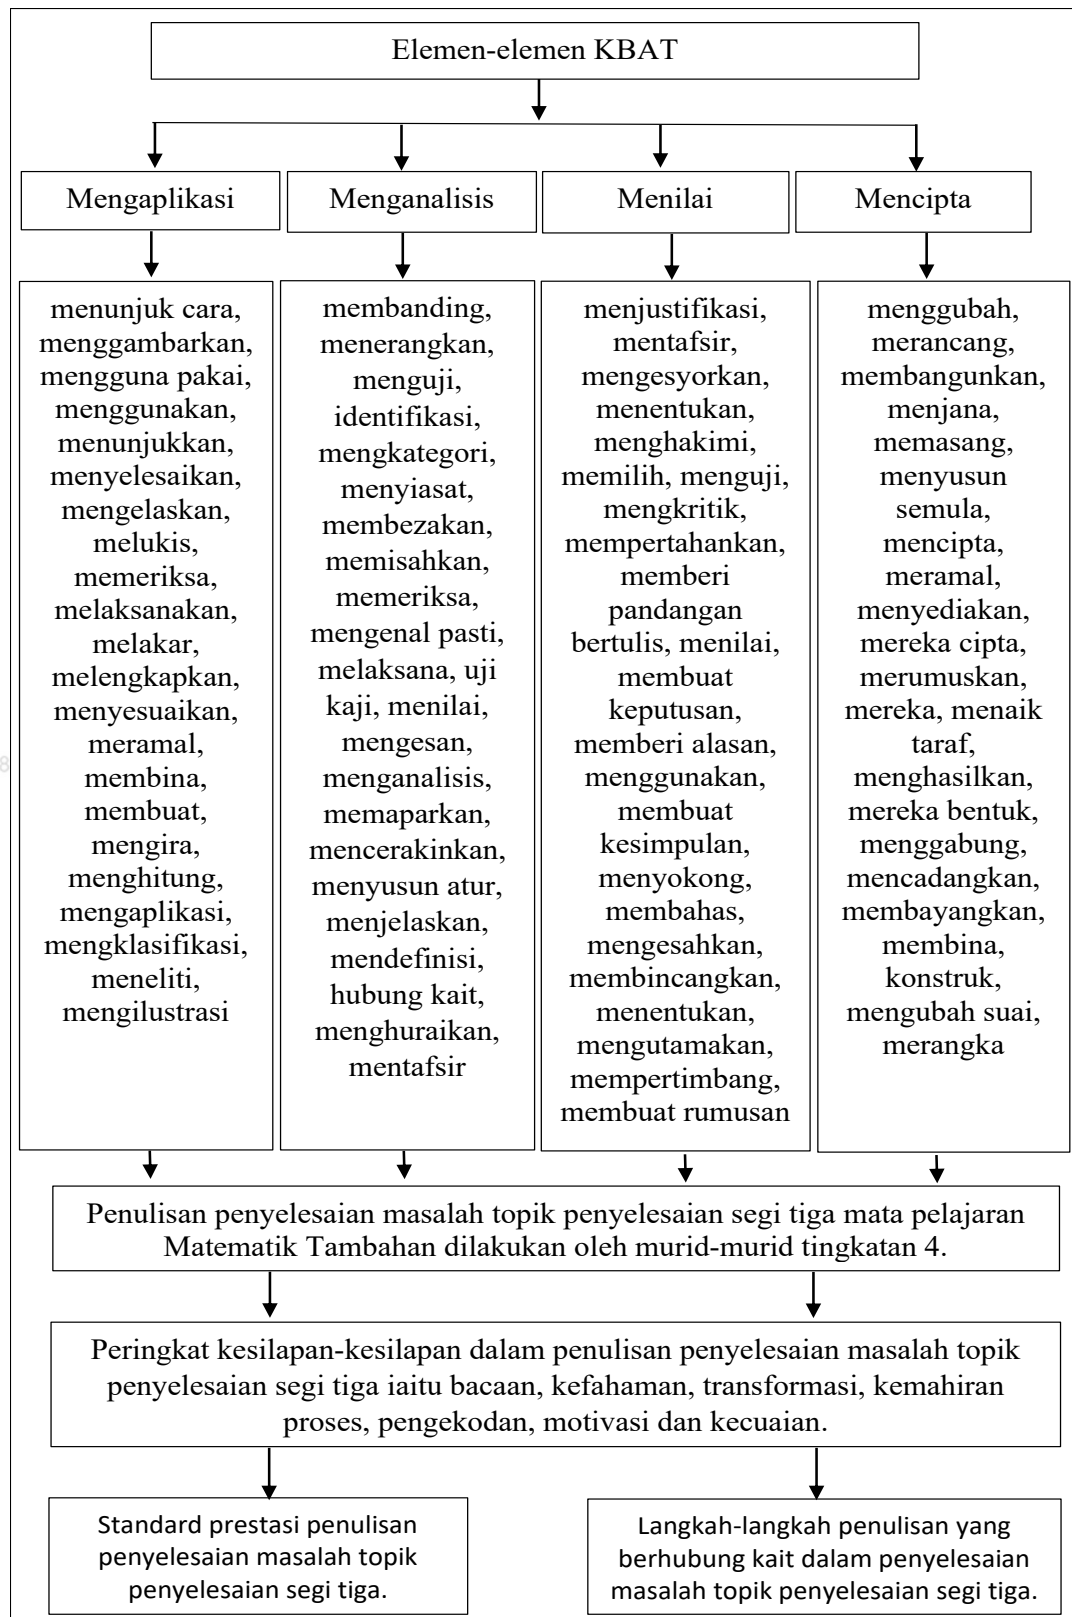 Elemen-elemen KBAT
Mengaplikasi
Menganalisis
Menilai
Mencipta
menunjuk cara,
menggambarkan,
mengguna pakai,
menggunakan,
menunjukkan,
menyelesaikan,
mengelaskan,
melukis,
memeriksa,
melaksanakan,
melakar,
melengkapkan,
menyesuaikan,
meramal,
membina,
membuat,
mengira,
menghitung,
mengaplikasi,
mengklasifikasi,
meneliti,
mengilustrasi
membanding,
menerangkan,
menguji,
identifikasi,
mengkategori,
menyiasat,
membezakan,
memisahkan,
memeriksa,
mengenal pasti,
melaksana, uji
kaji, menilai,
mengesan,
menganalisis,
memaparkan,
mencerakinkan,
menyusun atur,
menjelaskan,
mendefinisi,
hubung kait,
menghuraikan,
mentafsir
menjustifikasi,
mentafsir,
mengesyorkan,
menentukan,
menghakimi,
memilih, menguji,
mengkritik,
mempertahankan,
memberi
pandangan
bertulis, menilai,
membuat
keputusan,
memberi alasan,
menggunakan,
membuat
kesimpulan,
menyokong,
membahas,
mengesahkan,
membincangkan,
menentukan,
mengutamakan,
mempertimbang,
membuat rumusan
menggubah,
merancang,
membangunkan,
menjana,
memasang,
menyusun
semula,
mencipta,
meramal,
menyediakan,
mereka cipta,
merumuskan,
mereka, menaik
taraf,
menghasilkan,
mereka bentuk,
menggabung,
mencadangkan,
membayangkan,
membina,
konstruk,
mengubah suai,
merangka
8
Penulisan penyelesaian masalah topik penyelesaian segi tiga mata pelajaran
Matematik Tambahan dilakukan oleh murid-murid tingkatan 4.
Peringkat kesilapan-kesilapan dalam penulisan penyelesaian masalah topik
penyelesaian segi tiga iaitu bacaan, kefahaman, transformasi, kemahiran
proses, pengekodan, motivasi dan kecuaian.
Standard prestasi penulisan
penyelesaian masalah topik
penyelesaian segi tiga.
Langkah-langkah penulisan yang
berhubung kait dalam penyelesaian
masalah topik penyelesaian segi tiga.